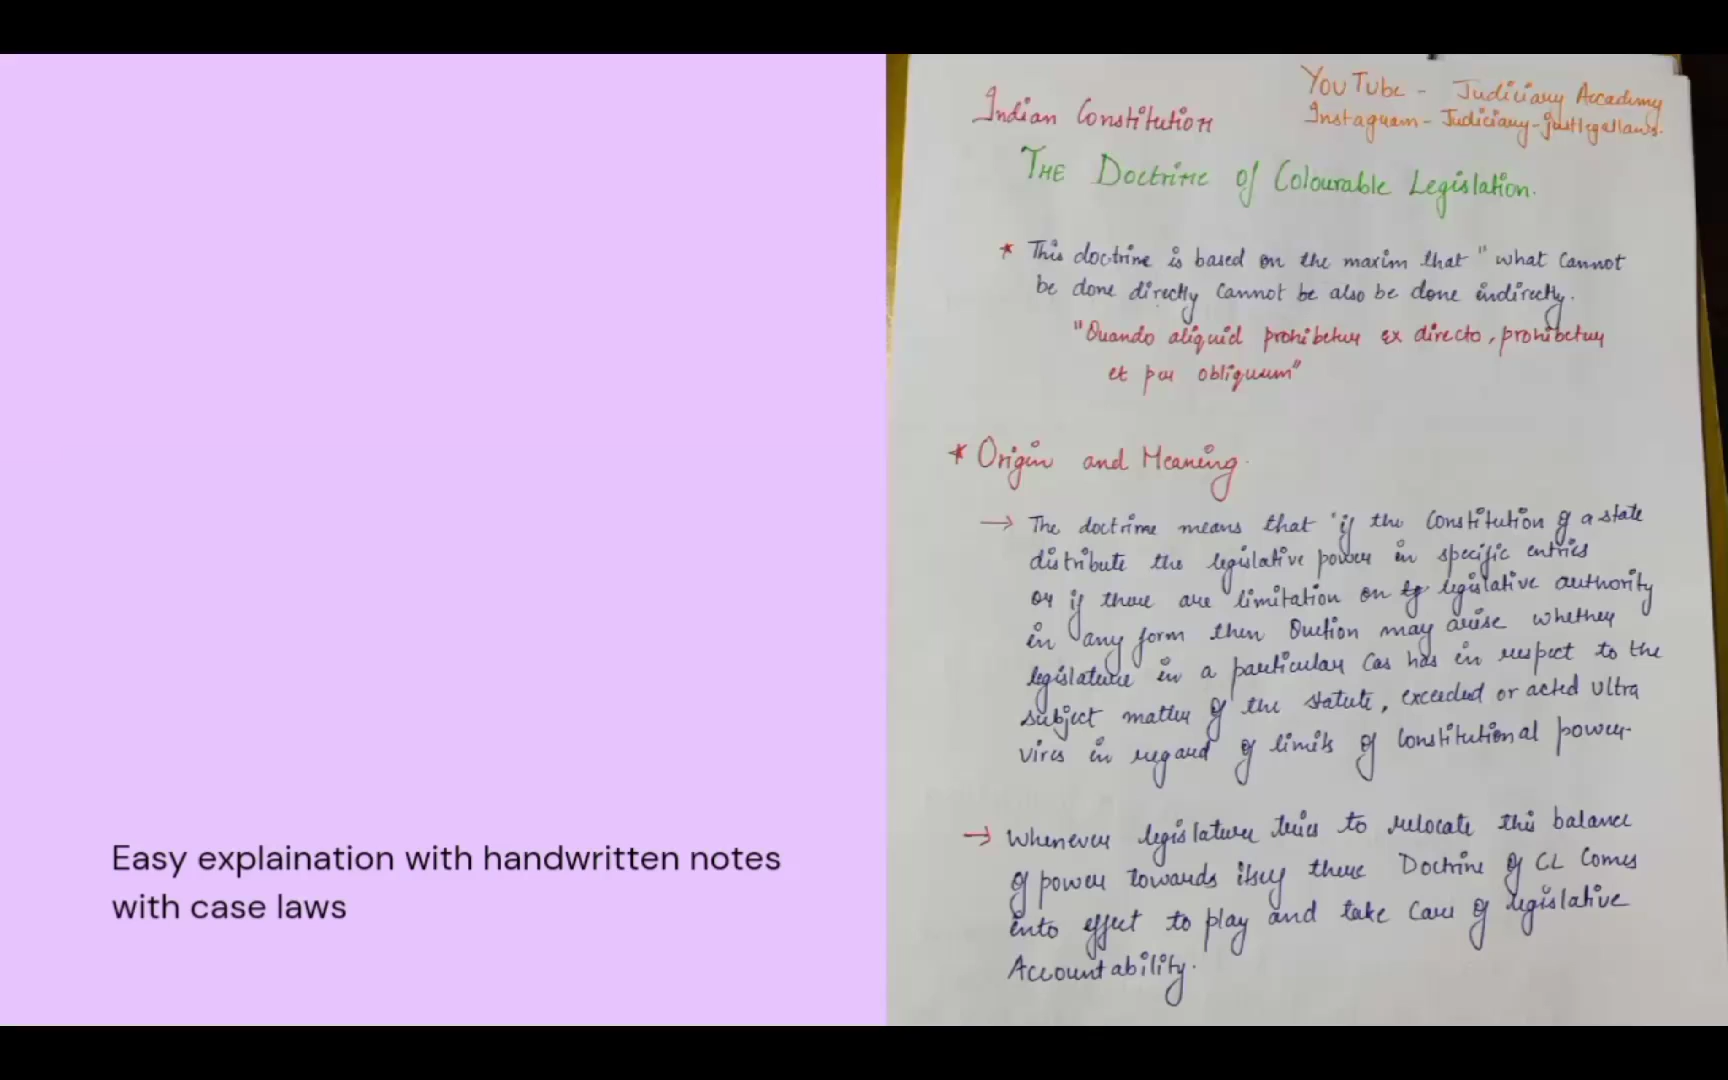 Easy explaination with handwritten notes
with case laws
Indian Constitution
YouTube - Judiciary Accademy
Instagram - Judiciary-justlegallaws.
THE Doctrine of Colourable Legislation.
* This doctrine is based on the maxim that "what cannot
be done directly cannot be also be done indirectly.
"Quando aliquid prohibetur ex directo, prohibetur
et per obliquum"
* Origin and Meaning.
→ The doctrine means that if the Constitution of a state
distribute the legislative power in specific entries
or if there are limitation on legislative authority
in any form then Quction may arise whether
legislature in a particular Cas has in respect to the
subject matter of the statute, exceeded or acted Ultra
vires in regard of limits of Constitutional power.
→ Whenever legislature tries to relocate this balance
of power towards itself there Doctrine of CL Comes
into effect to play and take Care of legislative
Accountability.